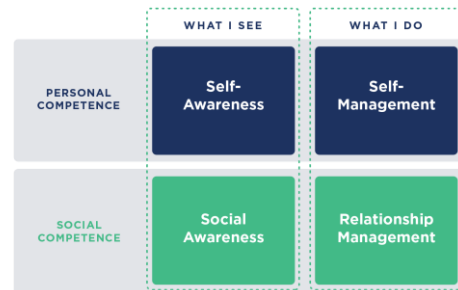 WHAT I SEE
WHAT I DO
PERSONAL
COMPETENCE
Self-
Awareness
Self-
Management
SOCIAL
COMPETENCE
Social
Awareness
Relationship
Management